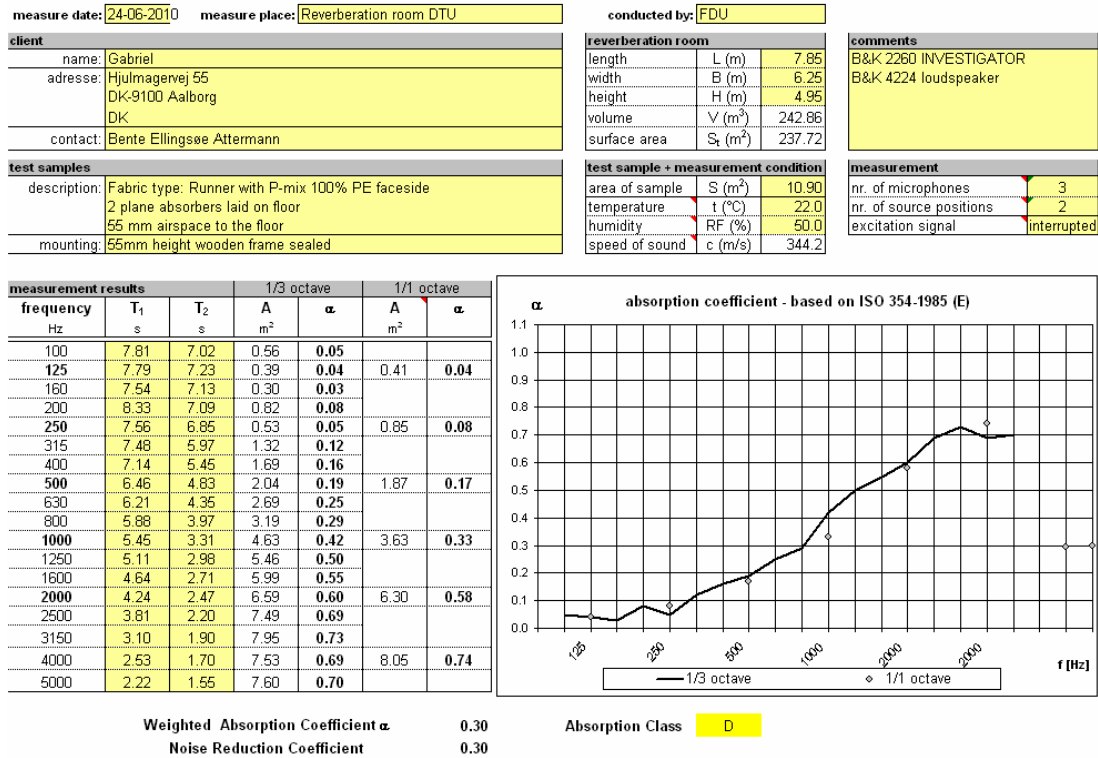 measure date: 24-06-2010 measure place: Reverberation room DTU conducted by: FDU
client
name: Gabriel
adresse: Hjulmagervej 55
DK-9100 Aalborg
DK
contact: Bente Ellingsøe Attermann
reverberation room
length L (m) 7.85
width B (m) 6.25
height H (m) 4.95
volume V (m³) 242.86
surface area Sₜ (m²) 237.72
comments
B&K 2260 INVESTIGATOR
B&K 4224 loudspeaker
test samples
description: Fabric type: Runner with P-mix 100% PE faceside
2 plane absorbers laid on floor
55 mm airspace to the floor
mounting: 55mm height wooden frame sealed
test sample + measurement condition
area of sample S (m²) 10.90
temperature t (°C) 22.0
humidity RF (%) 50.0
speed of sound c (m/s) 344.2
measurement
nr. of microphones 3
nr. of source positions 2
excitation signal interrupted
measurement results 1/3 octave 1/1 octave
frequency T₁ T₂ A α A α
Hz s s m² m²
100 7.81 7.02 0.56 0.05
125 7.79 7.23 0.39 0.04 0.41 0.04
160 7.54 7.13 0.30 0.03
200 8.33 7.09 0.82 0.08
250 7.56 6.85 0.53 0.05 0.85 0.08
315 7.48 5.97 1.32 0.12
400 7.14 5.45 1.69 0.16
500 6.46 4.83 2.04 0.19 1.87 0.17
630 6.21 4.35 2.69 0.25
800 5.88 3.97 3.19 0.29
1000 5.45 3.31 4.63 0.42 3.63 0.33
1250 5.11 2.98 5.46 0.50
1600 4.64 2.71 5.99 0.55
2000 4.24 2.47 6.59 0.60 6.30 0.58
2500 3.81 2.20 7.49 0.69
3150 3.10 1.90 7.95 0.73
4000 2.53 1.70 7.53 0.69 8.05 0.74
5000 2.22 1.55 7.60 0.70
α absorption coefficient - based on ISO 354-1985 (E)
1.1
1.0
0.9
0.8
0.7
0.6
0.5
0.4
0.3
0.2
0.1
0.0
125 250 500 1000 2000 2000 f [Hz]
1/3 octave 1/1 octave
Weighted Absorption Coefficient α 0.30 Absorption Class D
Noise Reduction Coefficient 0.30